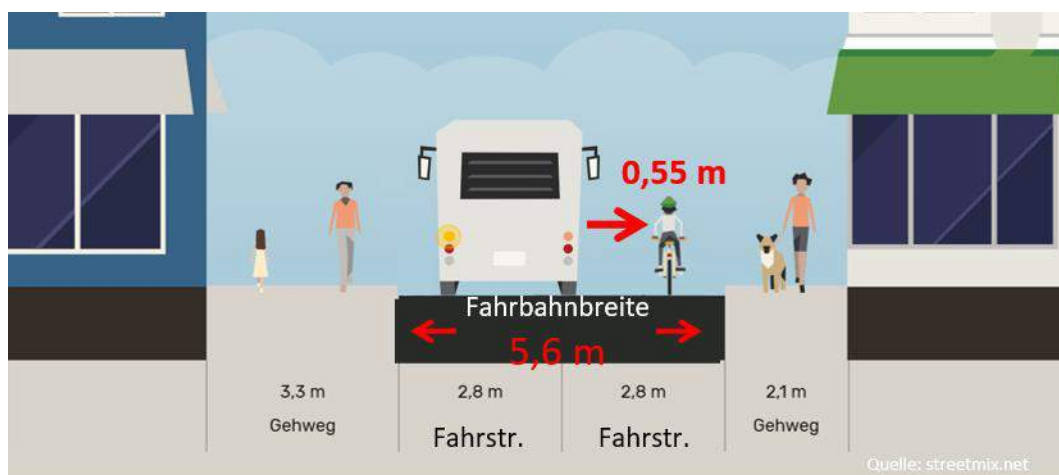 0,55 m
Fahrbahnbreite
5,6 m
3,3 m
2,8 m
2,8 m
2,1 m
Gehweg
Fahrstr.
Fahrstr.
Gehweg
Quelle: streetmix.net